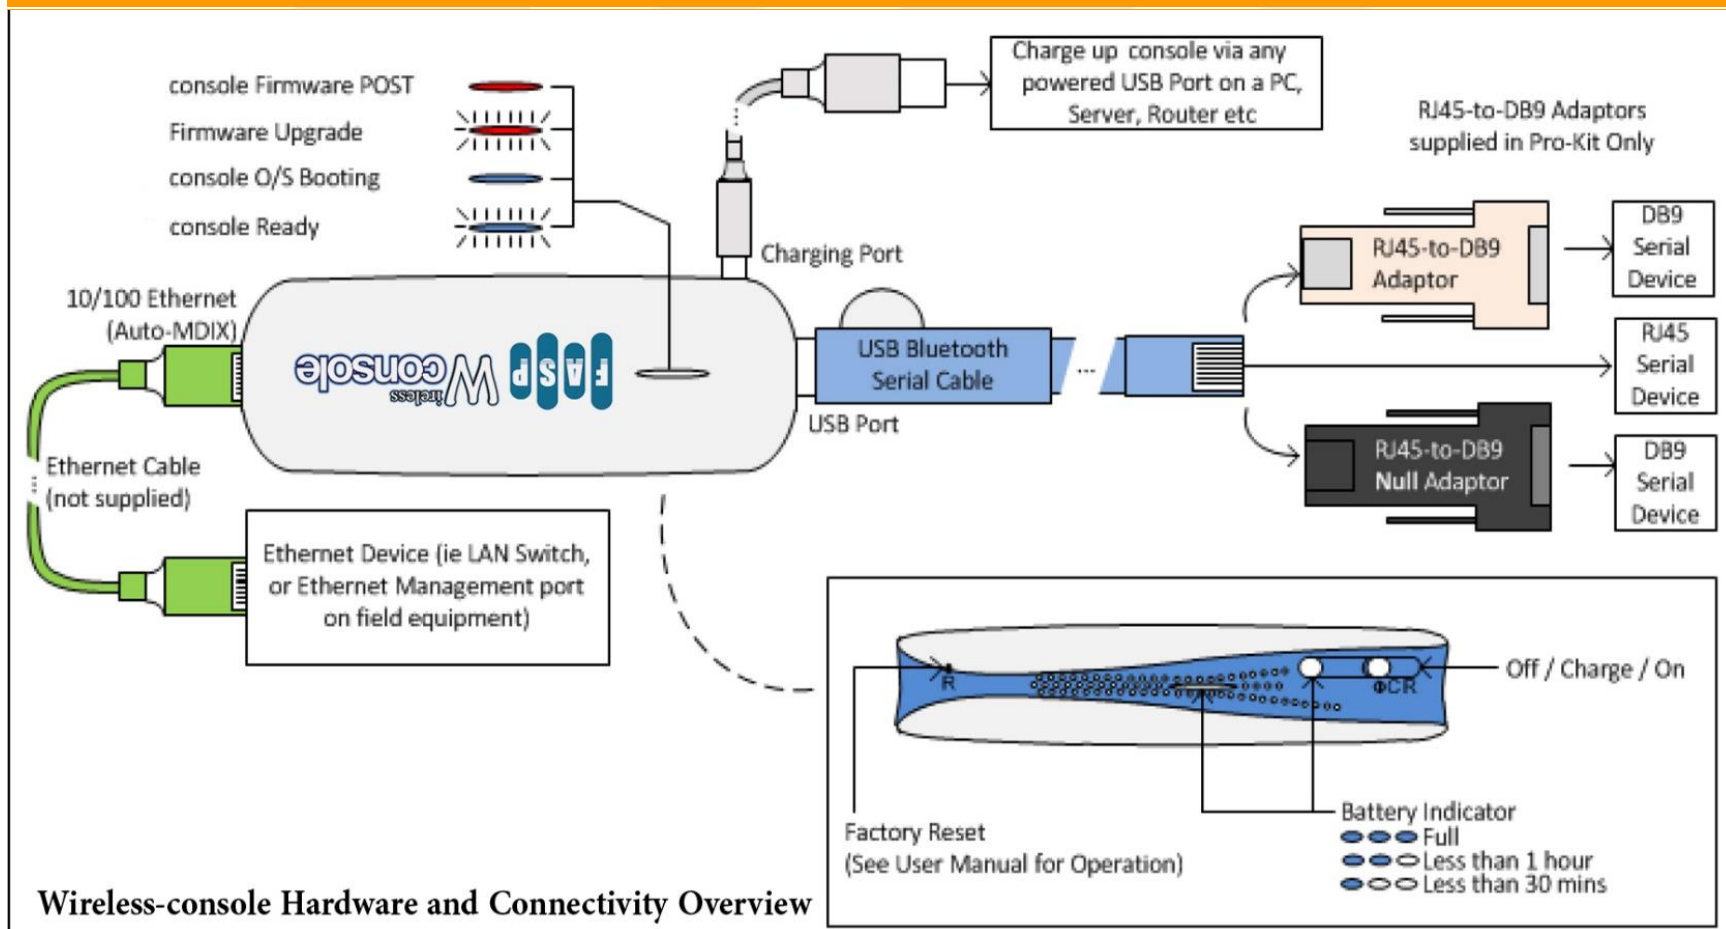 console Firmware POST
Firmware Upgrade
console O/S Booting
console Ready
Charge up console via any
powered USB Port on a PC,
Server, Router etc
RJ45-to-DB9 Adaptors
supplied in Pro-Kit Only
Charging Port
10/100 Ethernet
(Auto-MDIX)
FASP
Wireless
console
USB Bluetooth
Serial Cable
USB Port
RJ45-to-DB9
Adaptor
DB9
Serial
Device
RJ45
Serial
Device
RJ45-to-DB9
Null Adaptor
DB9
Serial
Device
Ethernet Cable
(not supplied)
Ethernet Device (ie LAN Switch,
or Ethernet Management port
on field equipment)
R
ΦCR
Off / Charge / On
Factory Reset
(See User Manual for Operation)
Battery Indicator
Full
Less than 1 hour
Less than 30 mins
Wireless-console Hardware and Connectivity Overview